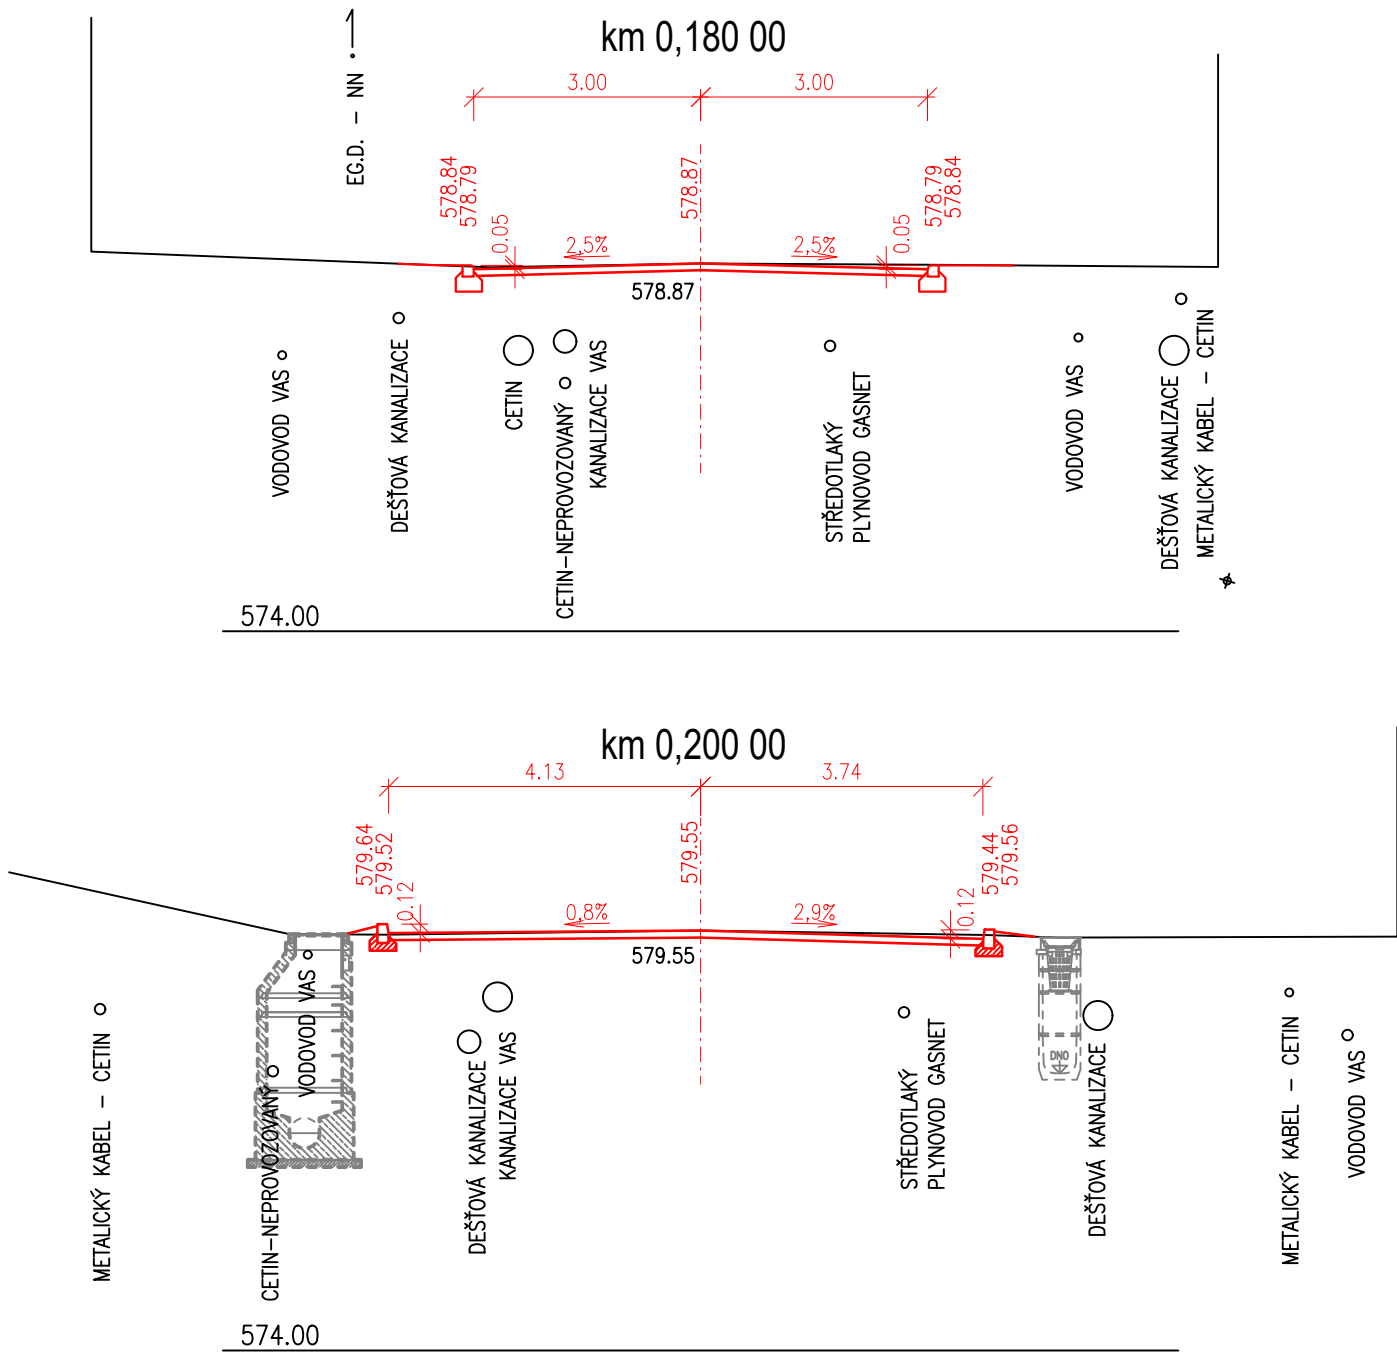 km 0,180 00
EG.D. - NN
3.00
3.00
578.84
578.79
578.87
578.79
578.84
0.05
2,5%
2,5%
0.05
578.87
VODOVOD VAS
DEŠŤOVÁ KANALIZACE
CETIN
CETIN-NEPROVOZOVANÝ
KANALIZACE VAS
STŘEDOTLAKÝ
PLYNOVOD GASNET
VODOVOD VAS
DEŠŤOVÁ KANALIZACE
METALICKÝ KABEL - CETIN
574.00
km 0,200 00
4.13
3.74
579.64
579.52
579.55
579.44
579.56
0.12
0,8%
2,9%
0.12
579.55
METALICKÝ KABEL - CETIN
CETIN-NEPROVOZOVANÝ
VODOVOD VAS
DEŠŤOVÁ KANALIZACE
KANALIZACE VAS
STŘEDOTLAKÝ
PLYNOVOD GASNET
DNO
DEŠŤOVÁ KANALIZACE
METALICKÝ KABEL - CETIN
VODOVOD VAS
574.00